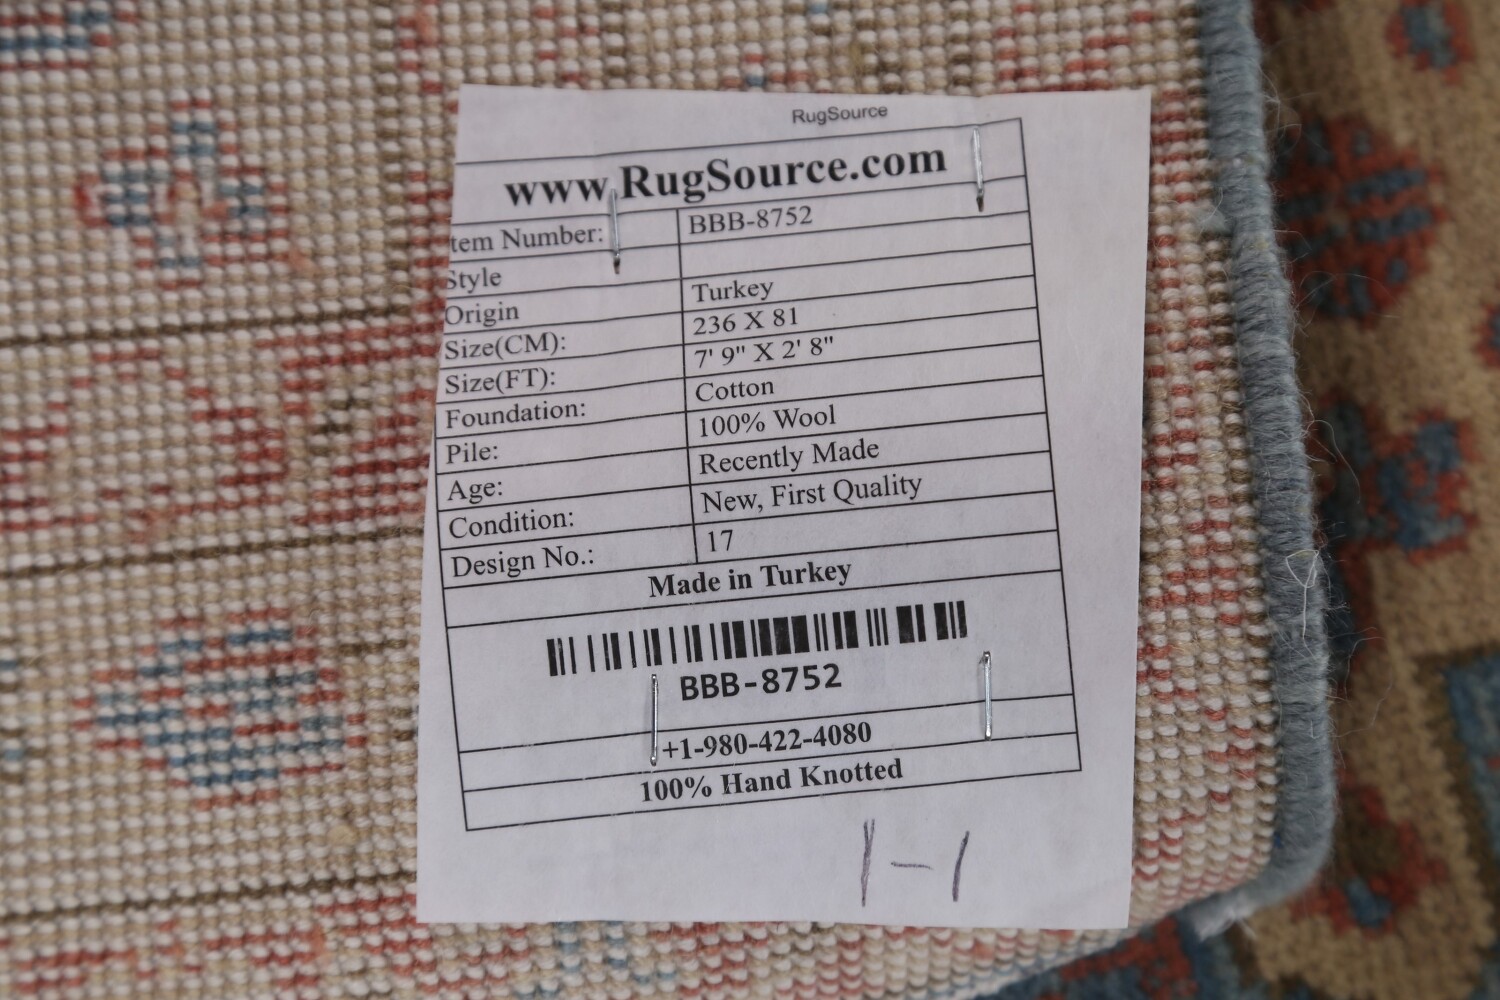 RugSource
www.RugSource.com
tem Number: BBB-8752
Style
Origin Turkey
Size(CM): 236 X 81
Size(FT): 7' 9" X 2' 8"
Foundation: Cotton
Pile: 100% Wool
Age: Recently Made
Condition: New, First Quality
Design No.: 17
Made in Turkey
BBB-8752
+1-980-422-4080
100% Hand Knotted
1-1